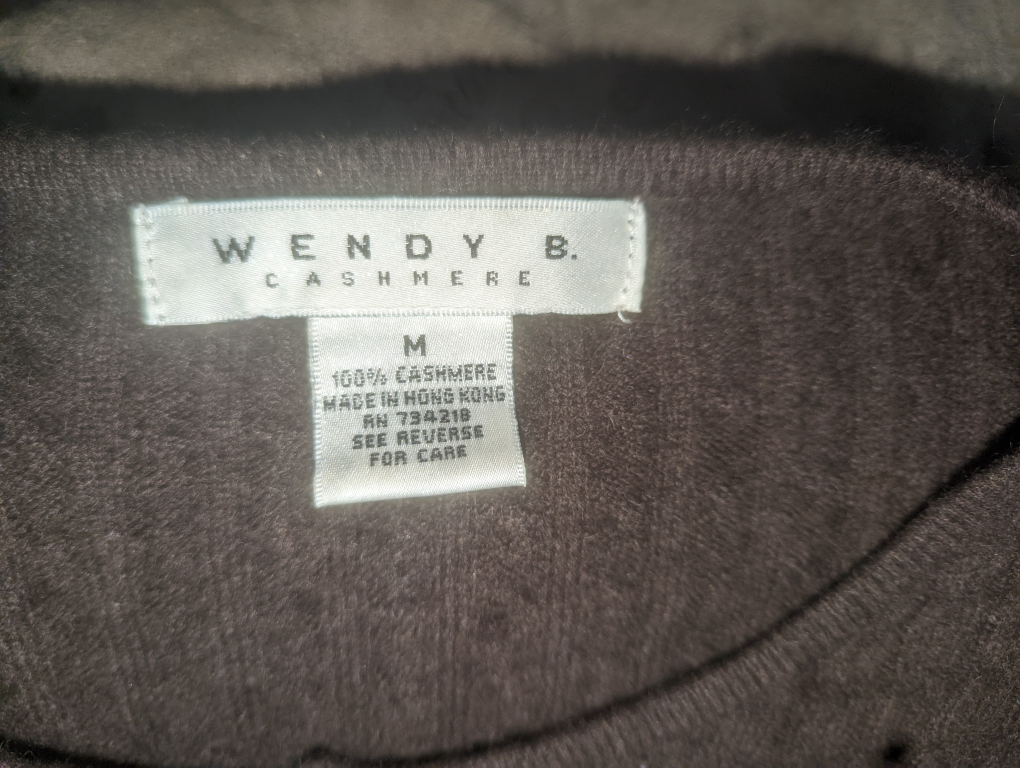 WENDY B.
CASHMERE
M
100% CASHMERE
MADE IN HONG KONG
RN 734218
SEE REVERSE
FOR CARE